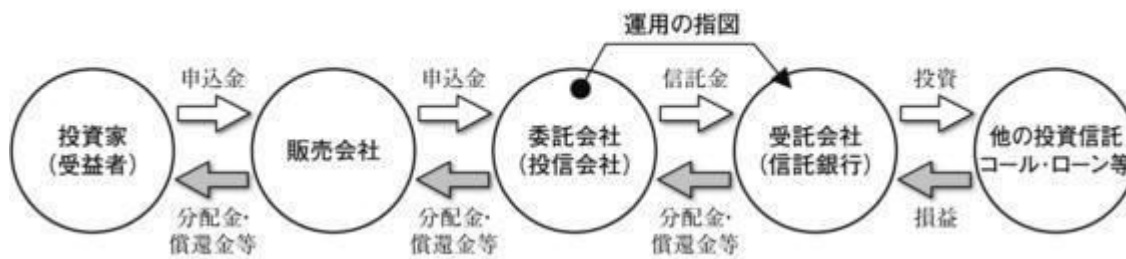 運用の指図
申込金
申込金
信託金
投資
投資家
(受益者)
販売会社
委託会社
(投信会社)
受託会社
(信託銀行)
他の投資信託
コール・ローン等
分配金・
償還金等
分配金・
償還金等
分配金・
償還金等
損益